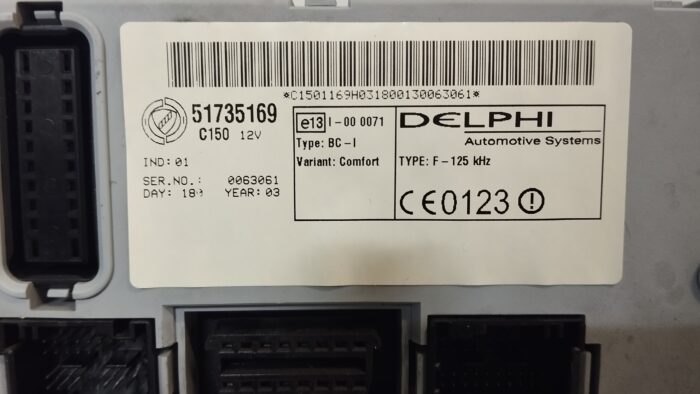 *C1501169H031800130063061*
51735169
C150 12V
IND: 01
SER.NO.: 0063061
YEAR: 03
e13 I-00 0071
Type: BC-I
Variant: Comfort
DELPHI
Automotive Systems
TYPE: F-125 kHz
CE0123